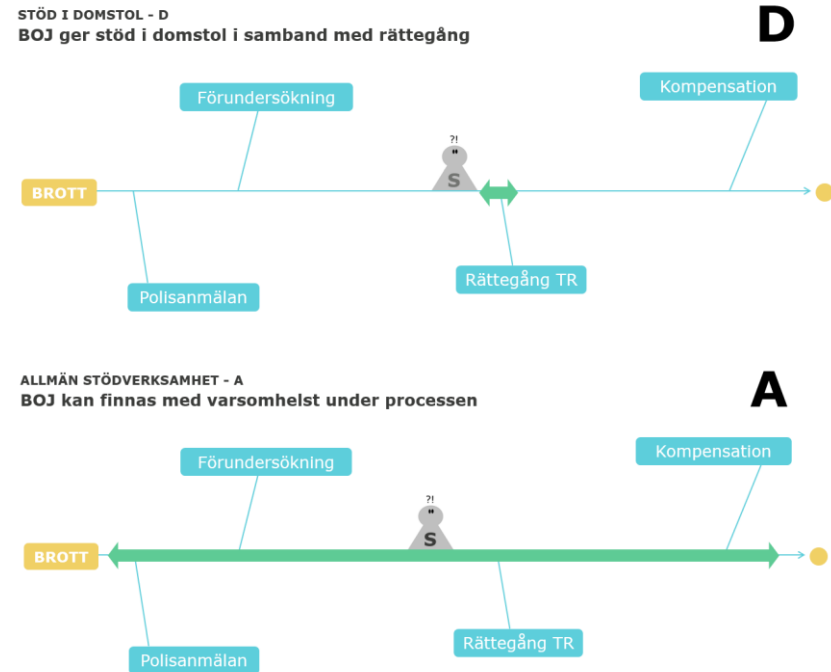 STÖD I DOMSTOL - D
BOJ ger stöd i domstol i samband med rättegång
D
Kompensation
Förundersökning
?!
"
S
BROTT
Rättegång TR
Polisanmälan
ALLMÄN STÖDVERKSAMHET - A
BOJ kan finnas med varsomhelst under processen
A
Kompensation
Förundersökning
?!
"
S
BROTT
Rättegång TR
Polisanmälan